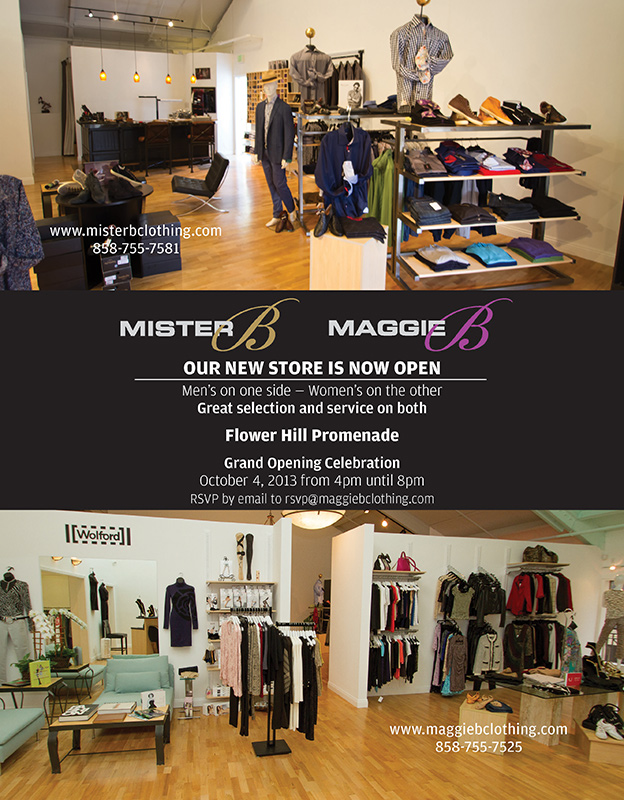 www.misterbclothing.com
858-755-7581
MISTER B MAGGIE B
OUR NEW STORE IS NOW OPEN
Men's on one side – Women's on the other
Great selection and service on both
Flower Hill Promenade
Grand Opening Celebration
October 4, 2013 from 4pm until 8pm
RSVP by email to rsvp@maggiebclothing.com
Wolford
www.maggiebclothing.com
858-755-7525